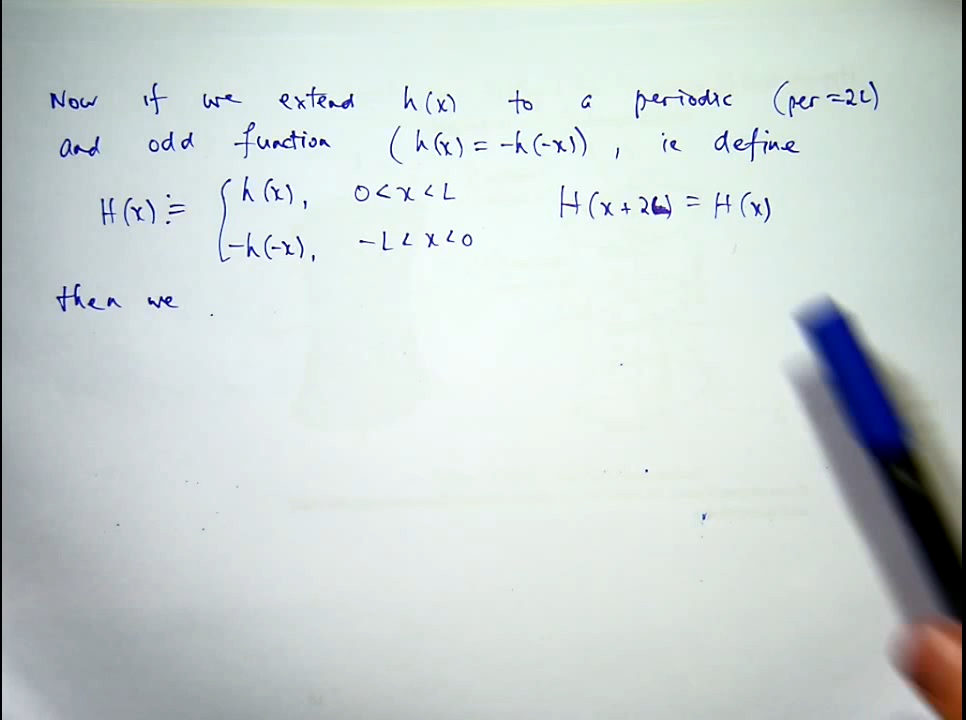 Now if we extend h(x) to a periodic (per=2L)
and odd function (h(x) = -h(-x)), ie define
H(x) ≐ { h(x), 0<x<L H(x+2L) = H(x)
-h(-x), -L<x<0
then we